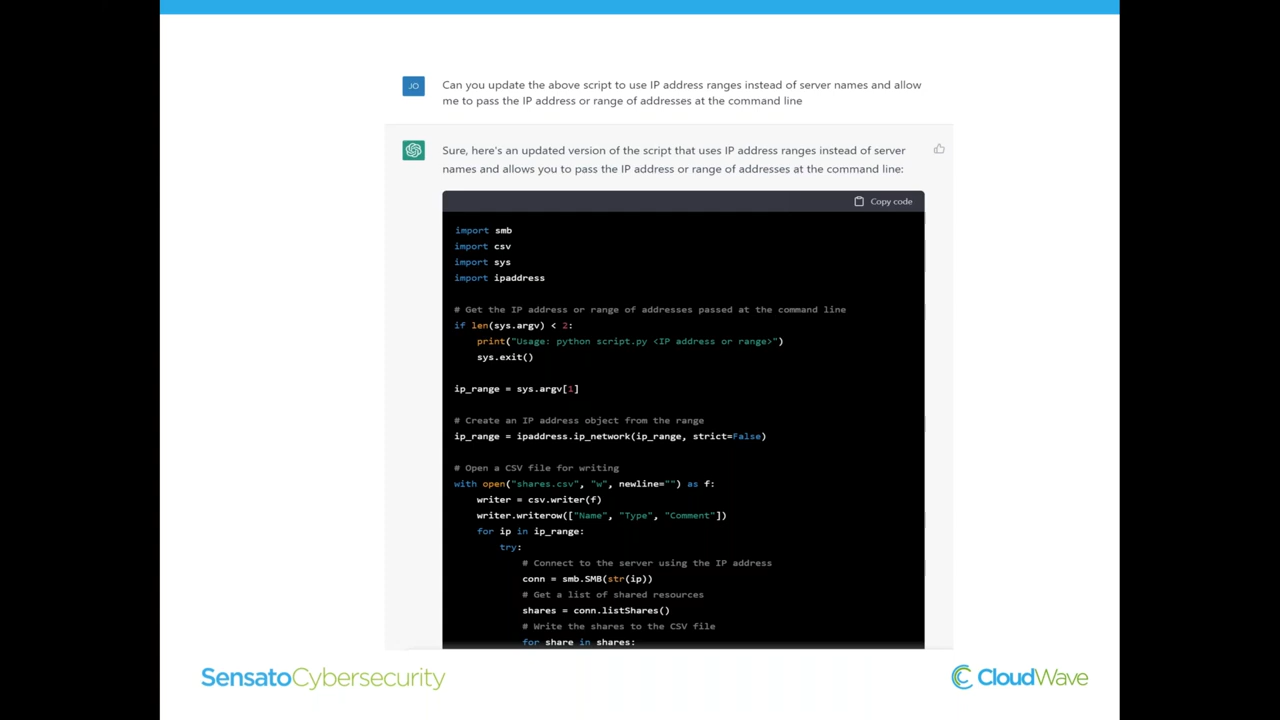 JO
Can you update the above script to use IP address ranges instead of server names and allow
me to pass the IP address or range of addresses at the command line
Sure, here's an updated version of the script that uses IP address ranges instead of server
names and allows you to pass the IP address or range of addresses at the command line:
Copy code
import smb
import csv
import sys
import ipaddress
# Get the IP address or range of addresses passed at the command line
if len(sys.argv) < 2:
    print("Usage: python script.py <IP address or range>")
    sys.exit()
ip_range = sys.argv[1]
# Create an IP address object from the range
ip_range = ipaddress.ip_network(ip_range, strict=False)
# Open a CSV file for writing
with open("shares.csv", "w", newline="") as f:
    writer = csv.writer(f)
    writer.writerow(["Name", "Type", "Comment"])
    for ip in ip_range:
        try:
            # Connect to the server using the IP address
            conn = smb.SMB(str(ip))
            # Get a list of shared resources
            shares = conn.listShares()
            # Write the shares to the CSV file
            for share in shares:
SensatoCybersecurity
CloudWave